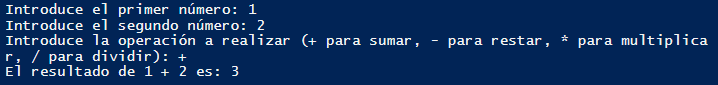 Introduce el primer número: 1
Introduce el segundo número: 2
Introduce la operación a realizar (+ para sumar, - para restar, * para multiplica
r, / para dividir): +
El resultado de 1 + 2 es: 3